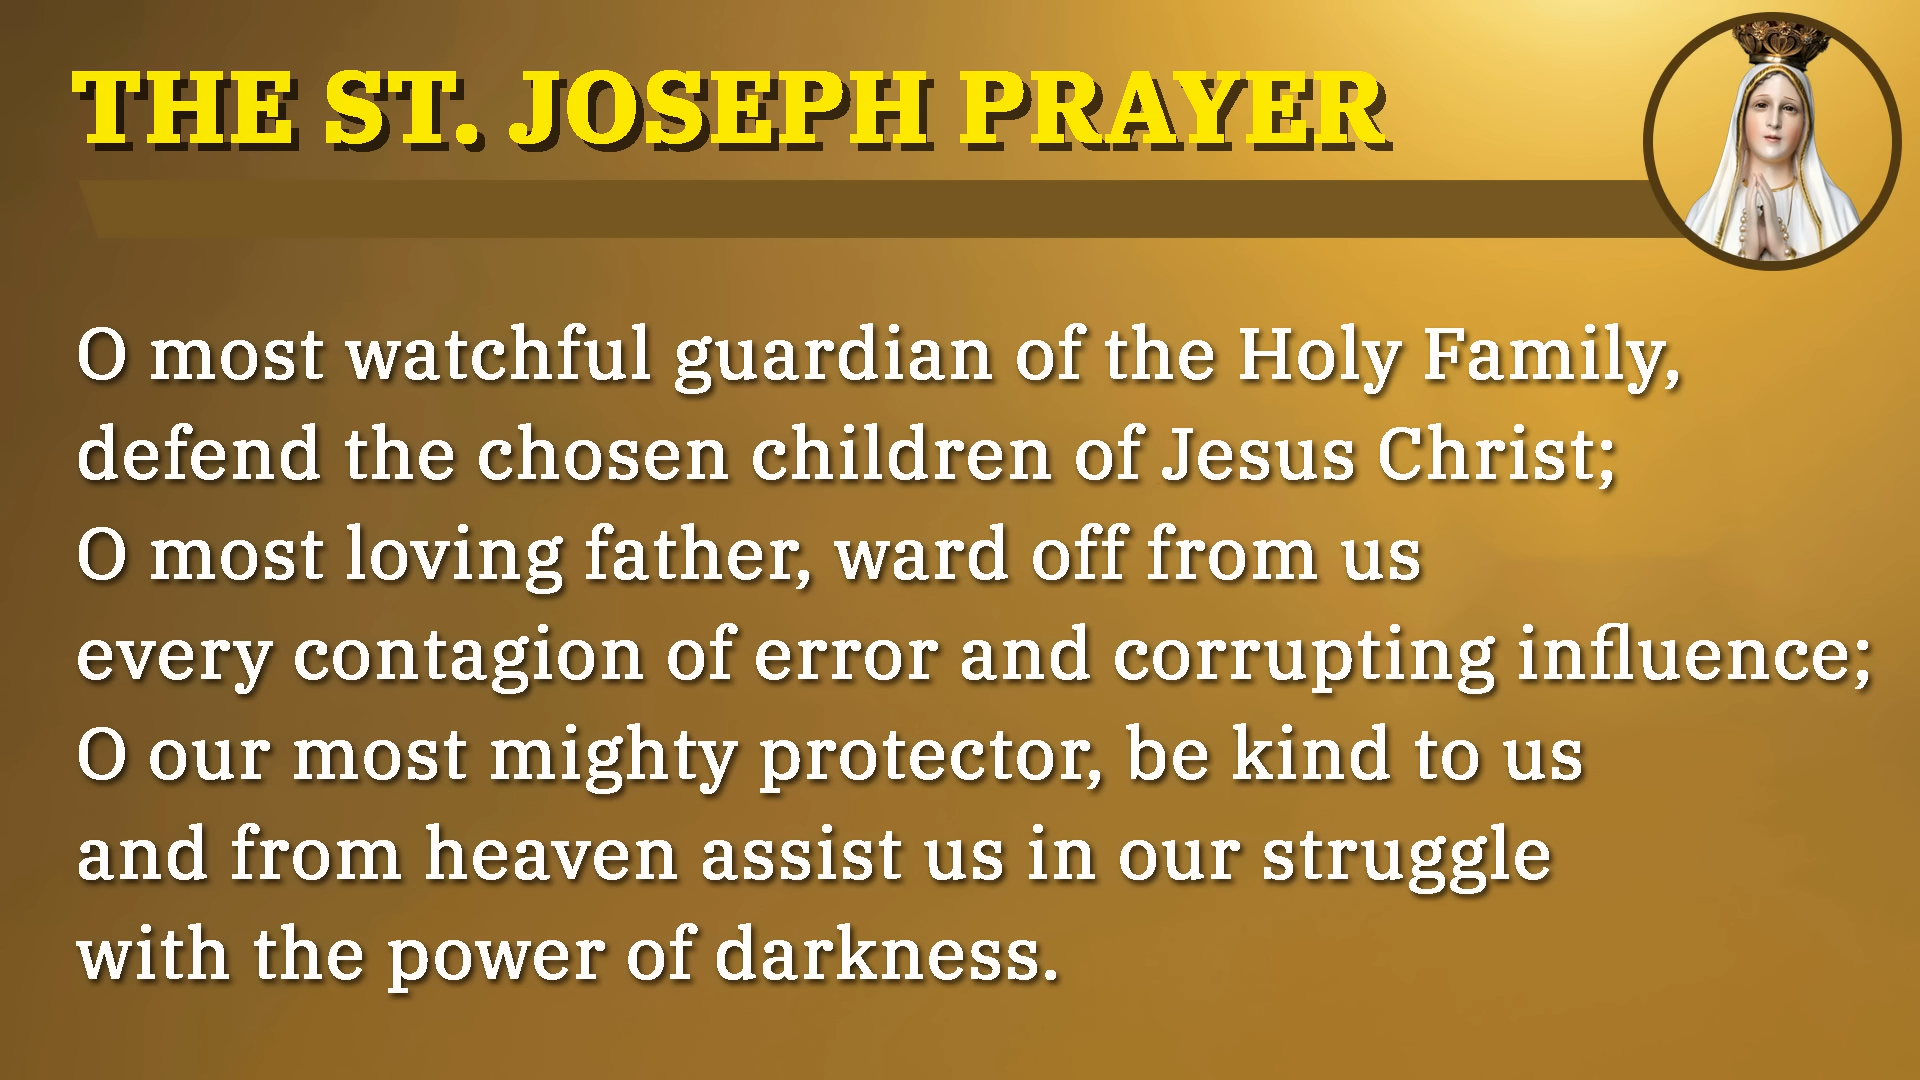 THE ST. JOSEPH PRAYER
O most watchful guardian of the Holy Family,
defend the chosen children of Jesus Christ;
O most loving father, ward off from us
every contagion of error and corrupting influence;
O our most mighty protector, be kind to us
and from heaven assist us in our struggle
with the power of darkness.